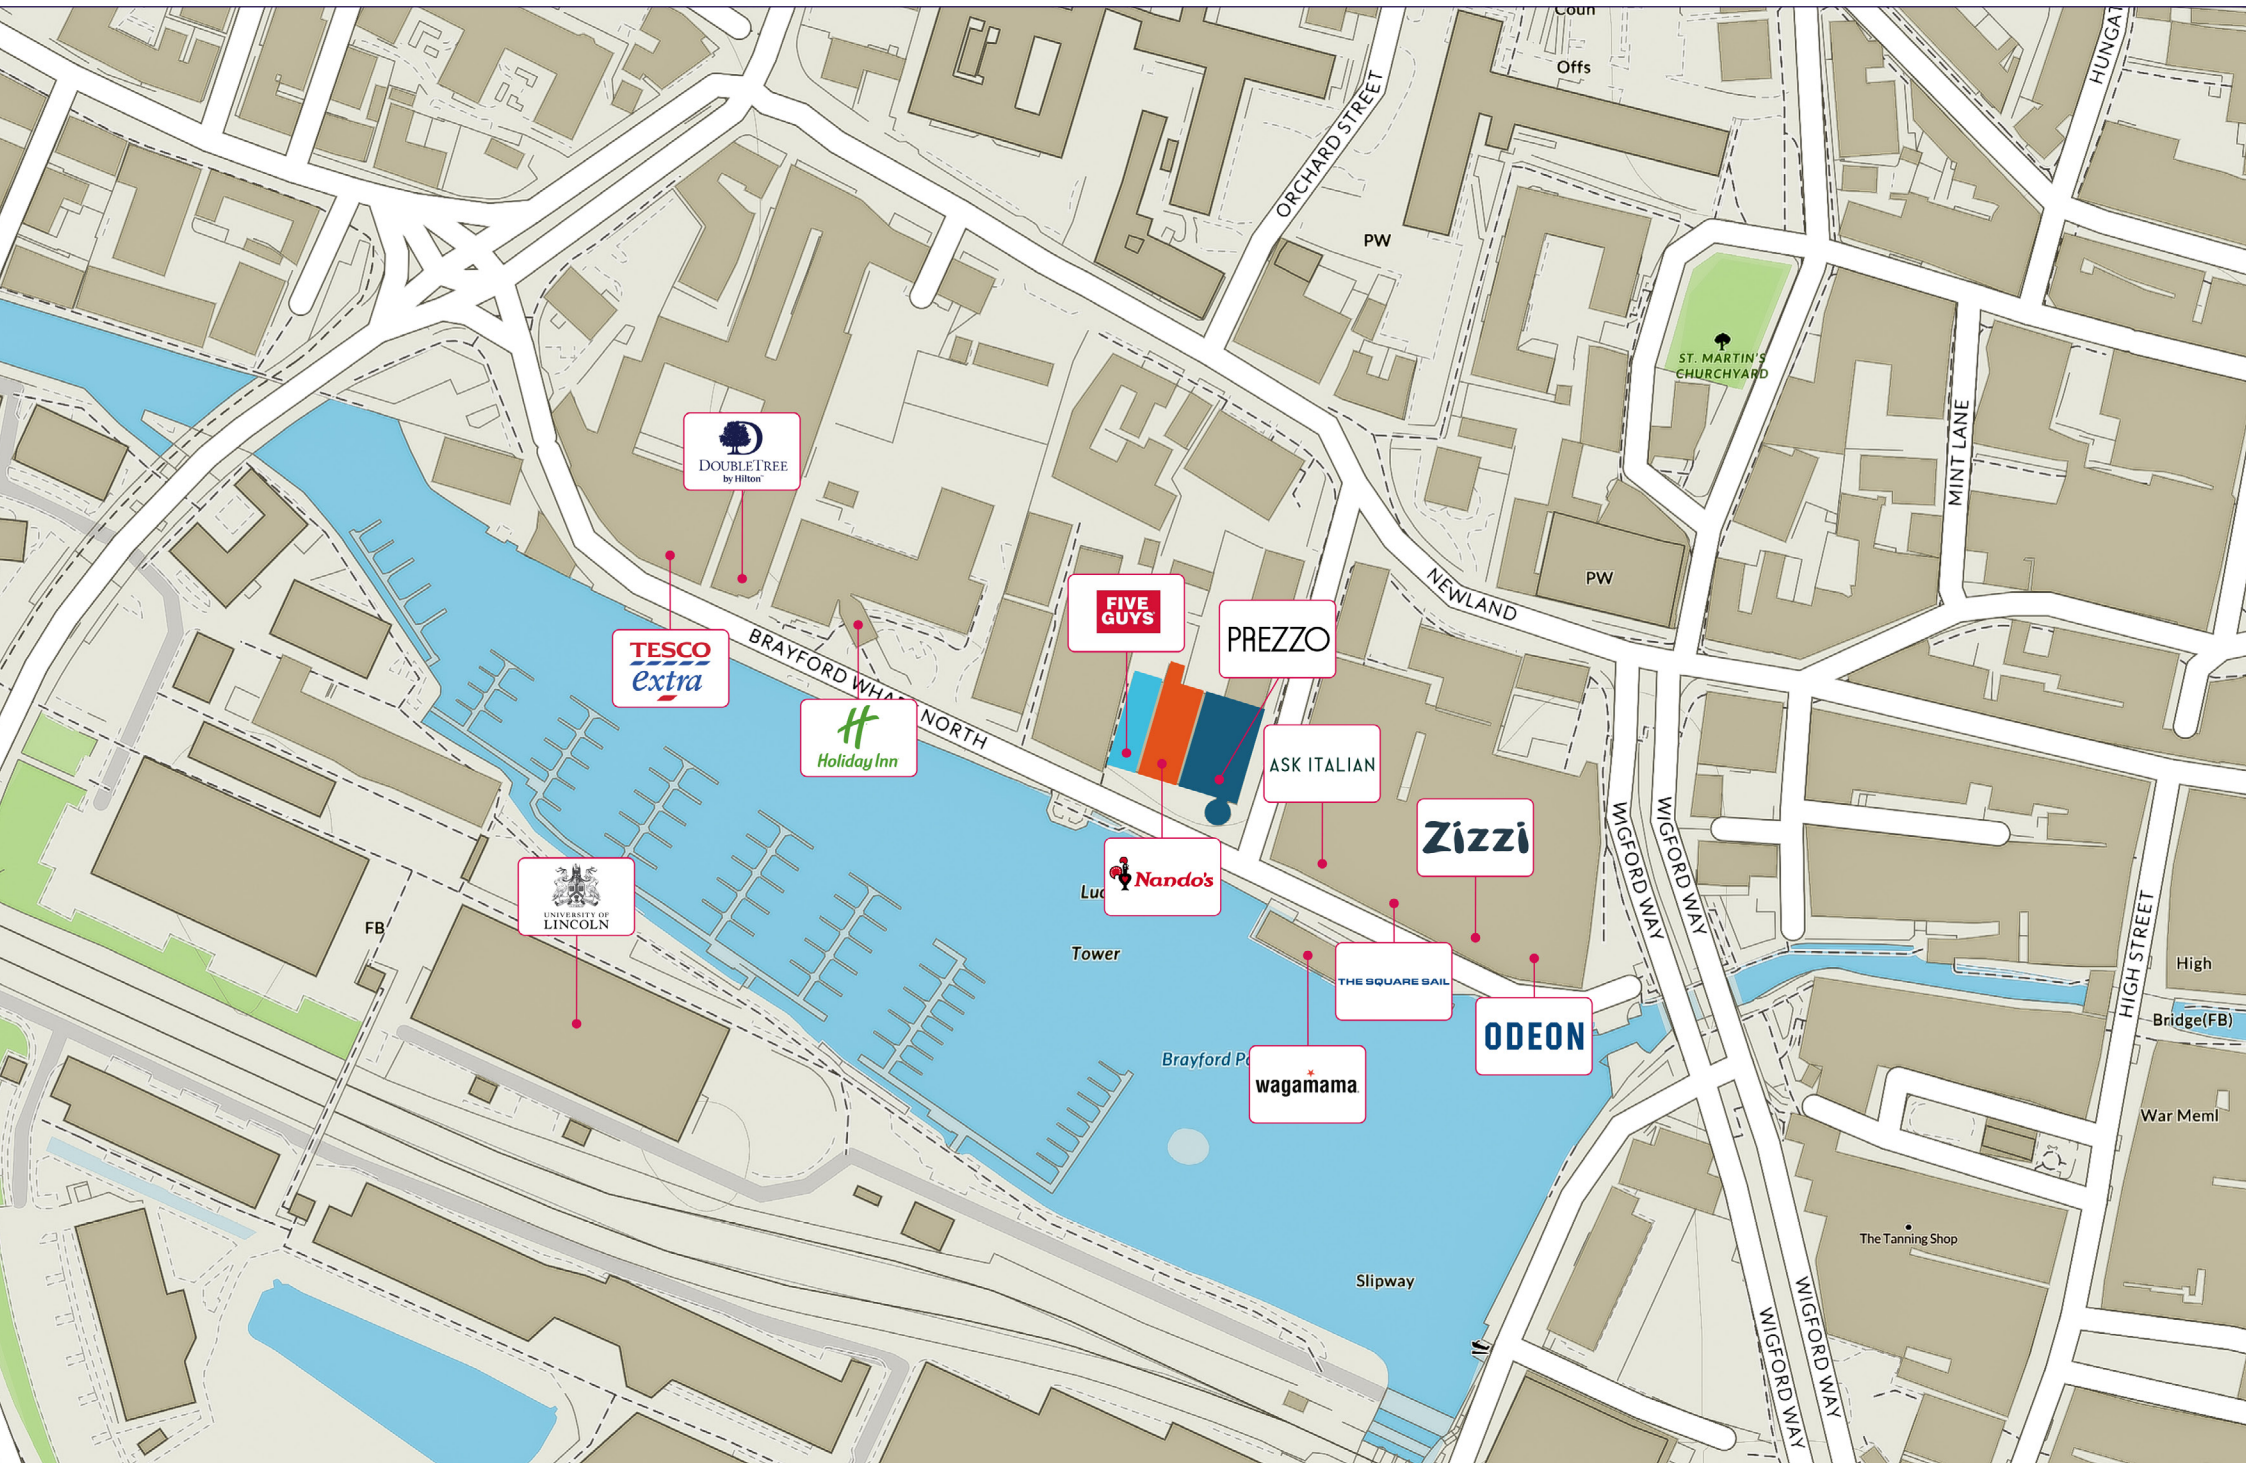 Offs
HUNGAT
ORCHARD STREET
PW
ST. MARTIN'S
CHURCHYARD
MINT LANE
DOUBLETREE
by Hilton
PW
NEWLAND
FIVE
GUYS
PREZZO
TESCO
extra
BRAYFORD WHA
NORTH
Holiday Inn
ASK ITALIAN
Zizzi
WIGFORD WAY
WIGFORD WAY
Nando's
UNIVERSITY OF
LINCOLN
FB
Tower
THE SQUARE SAIL
ODEON
HIGH STREET
High
Bridge(FB)
Brayford Po
wagamama
War Meml
The Tanning Shop
Slipway
WIGFORD WAY
WIGFORD WAY